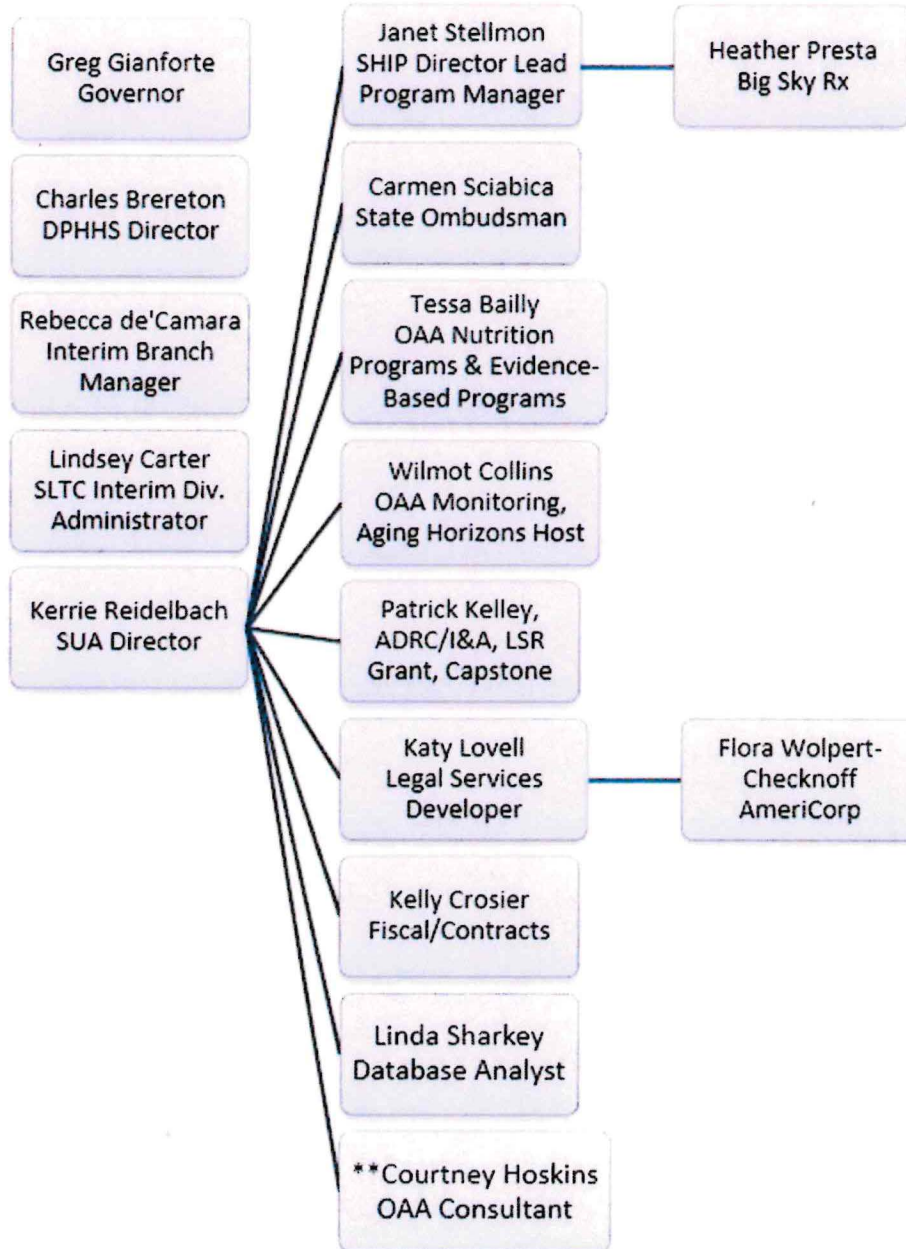 Greg Gianforte
Governor
Charles Brereton
DPHHS Director
Rebecca de'Camara
Interim Branch
Manager
Lindsey Carter
SLTC Interim Div.
Administrator
Kerrie Reidelbach
SUA Director
Janet Stellmon
SHIP Director Lead
Program Manager
Heather Presta
Big Sky Rx
Carmen Sciabica
State Ombudsman
Tessa Bailly
OAA Nutrition
Programs & Evidence-
Based Programs
Wilmot Collins
OAA Monitoring,
Aging Horizons Host
Patrick Kelley,
ADRC/I&A, LSR
Grant, Capstone
Katy Lovell
Legal Services
Developer
Flora Wolpert-
Checknoff
AmeriCorp
Kelly Crosier
Fiscal/Contracts
Linda Sharkey
Database Analyst
**Courtney Hoskins
OAA Consultant